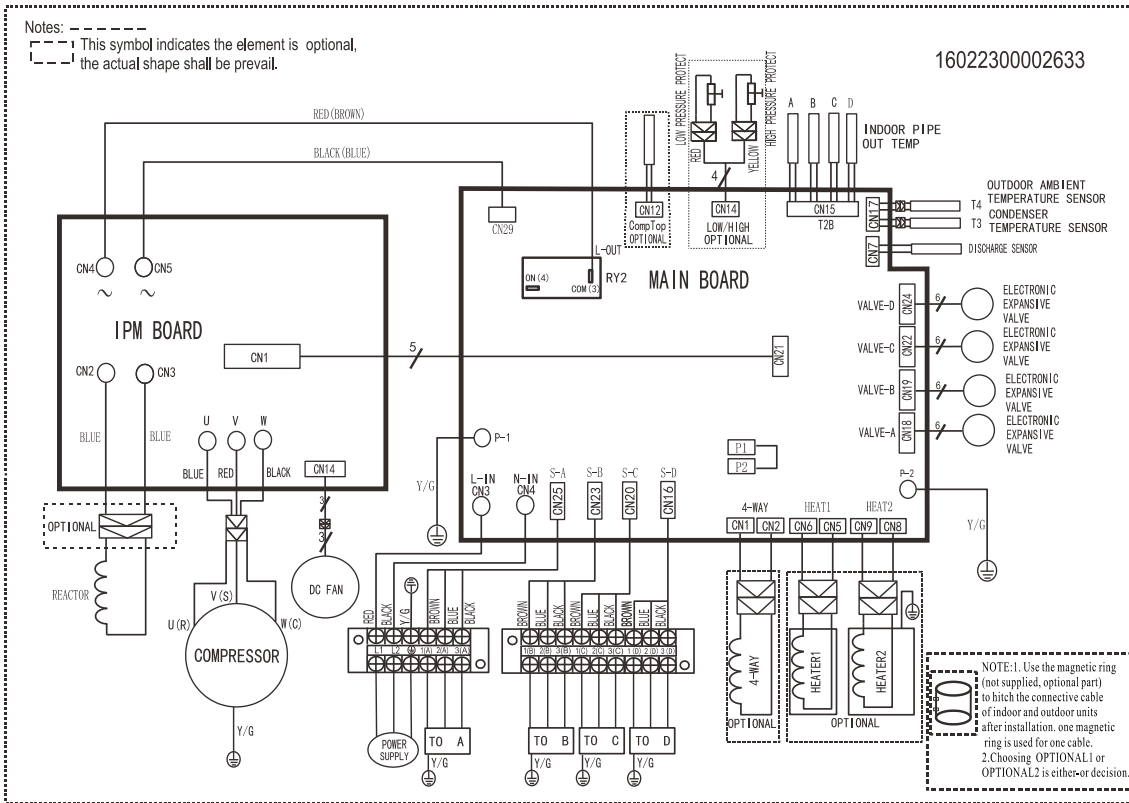 Notes:
This symbol indicates the element is optional,
the actual shape shall be prevail.
16022300002633
RED(BROWN)
BLACK(BLUE)
LOW PRESSURE PROTECT
HIGH PRESSURE PROTECT
RED
YELLOW
4
CN12
CompTop
OPTIONAL
CN14
LOW/HIGH
OPTIONAL
A B C D
INDOOR PIPE
OUT TEMP
CN15
T2B
CN17
T4
OUTDOOR AMBIENT
TEMPERATURE SENSOR
T3
CONDENSER
TEMPERATURE SENSOR
CN7
DISCHARGE SENSOR
CN29
L-OUT
ON(4)
COM(3)
RY2
MAIN BOARD
CN4
CN5
～
～
IPM BOARD
CN1
5
CN21
CN2
CN3
BLUE
BLUE
U V W
BLUE
RED
BLACK
CN14
3
3
DC FAN
OPTIONAL
REACTOR
V(S)
U(R)
W(C)
COMPRESSOR
Y/G
VALVE-D
CN24
6
ELECTRONIC
EXPANSIVE
VALVE
VALVE-C
CN22
6
ELECTRONIC
EXPANSIVE
VALVE
VALVE-B
CN19
6
ELECTRONIC
EXPANSIVE
VALVE
VALVE-A
CN18
6
ELECTRONIC
EXPANSIVE
VALVE
P-1
Y/G
P1
P2
P-2
Y/G
L-IN
CN3
N-IN
CN4
S-A
CN25
S-B
CN23
S-C
CN20
S-D
CN16
4-WAY
CN1 CN2
HEAT1
CN6 CN5
HEAT2
CN9 CN8
RED
BLACK
Y/G
BROWN
BLUE
BLACK
L1 L2 1(A) 2(A) 3(A)
BROWN
BLUE
BLACK
BROWN
BLUE
BLACK
BROWN
BLUE
BLACK
1(B) 2(B) 3(B) 1(C) 2(C) 3(C) 1(D) 2(D) 3(D)
POWER
SUPPLY
TO A
Y/G
TO B
Y/G
TO C
Y/G
TO D
Y/G
4-WAY
OPTIONAL
HEATER1
HEATER2
OPTIONAL
NOTE:1. Use the magnetic ring
(not supplied, optional part)
to hitch the connective cable
of indoor and outdoor units
after installation. one magnetic
ring is used for one cable.
2.Choosing OPTIONAL1 or
OPTIONAL2 is either-or decision.